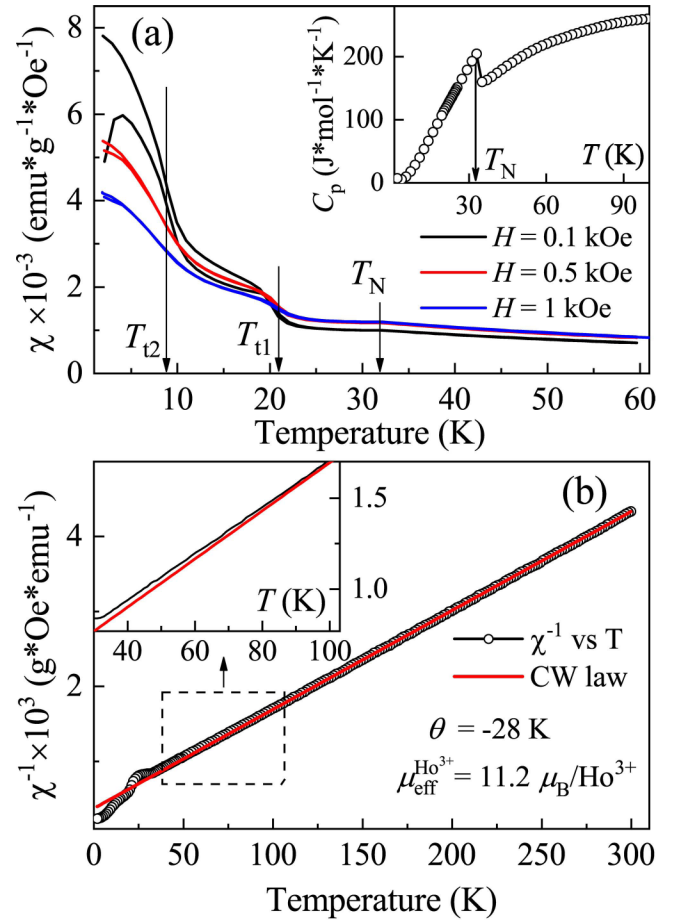 (a)
χ ×10⁻³ (emu*g⁻¹*Oe⁻¹)
8
6
4
2
0
10
20
30
40
50
60
Temperature (K)
T_t2
T_t1
T_N
C_p (J*mol⁻¹*K⁻¹)
200
100
0
30
60
90
T (K)
T_N
H = 0.1 kOe
H = 0.5 kOe
H = 1 kOe
(b)
χ⁻¹×10³ (g*Oe*emu⁻¹)
4
2
0
50
100
150
200
250
300
Temperature (K)
1.5
1.0
40
60
80
100
T (K)
χ⁻¹ vs T
CW law
θ = -28 K
μ_eff^Ho³⁺ = 11.2 μ_B/Ho³⁺